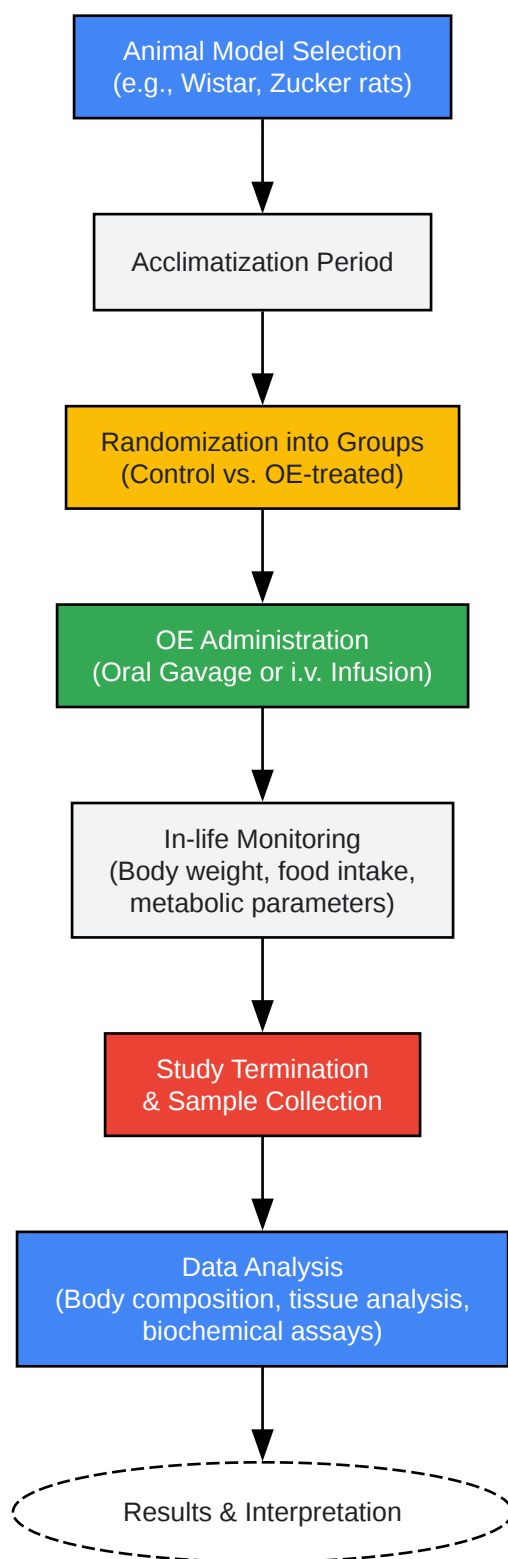 Animal Model Selection
(e.g., Wistar, Zucker rats)
Acclimatization Period
Randomization into Groups
(Control vs. OE-treated)
OE Administration
(Oral Gavage or i.v. Infusion)
In-life Monitoring
(Body weight, food intake,
metabolic parameters)
Study Termination
& Sample Collection
Data Analysis
(Body composition, tissue analysis,
biochemical assays)
Results & Interpretation